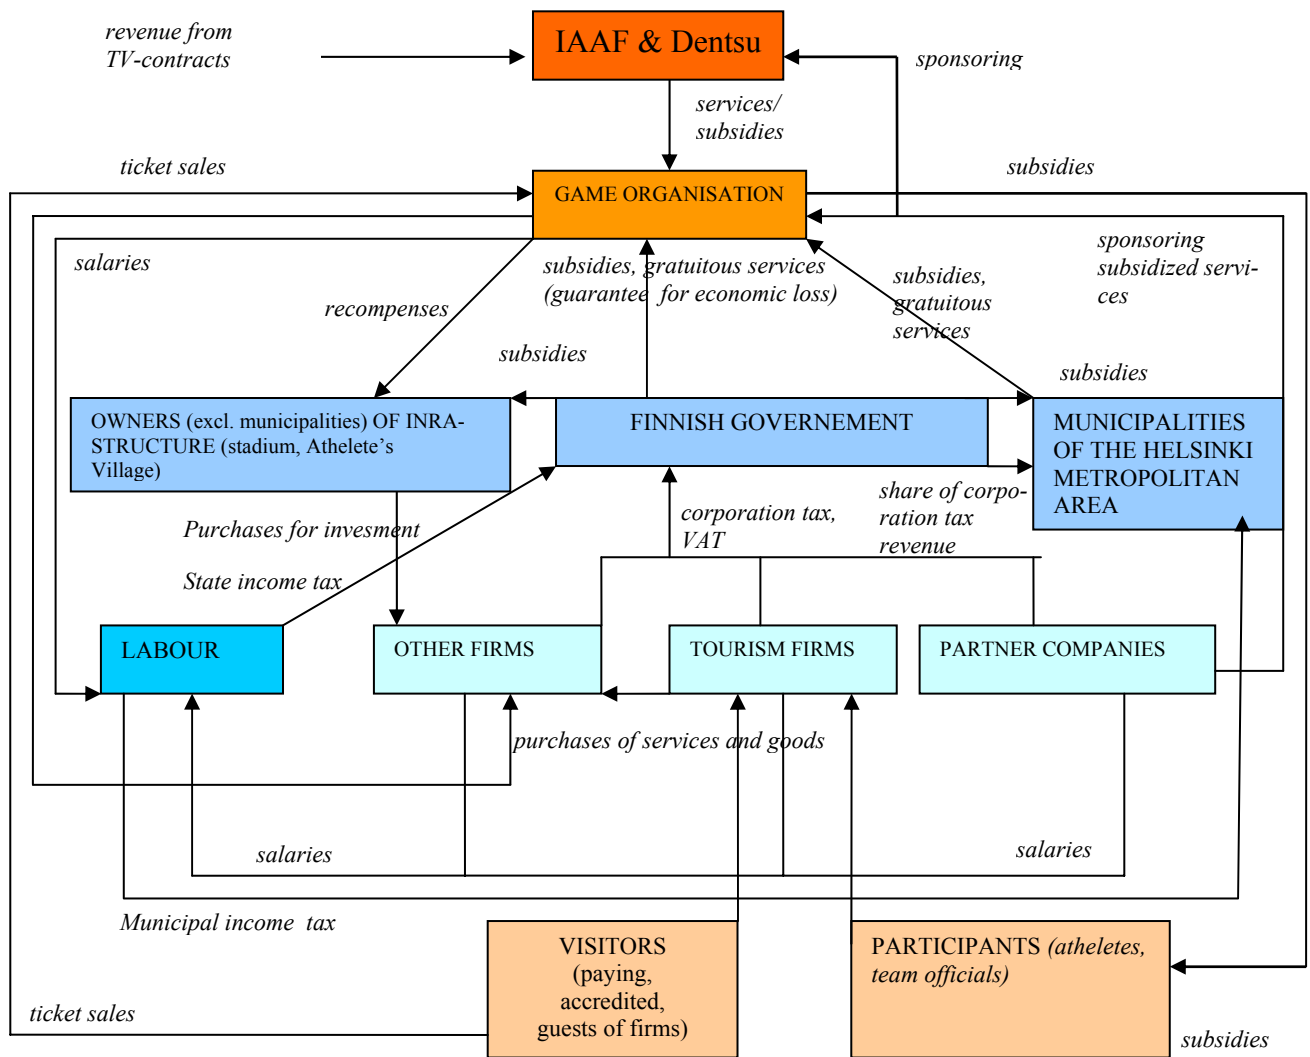 revenue from
TV-contracts
IAAF & Dentsu
sponsoring
services/
subsidies
ticket sales
subsidies
GAME ORGANISATION
salaries
subsidies, gratuitous services
(guarantee for economic loss)
subsidies,
gratuitous
services
sponsoring
subsidized servi-
ces
recompenses
subsidies
subsidies
OWNERS (excl. municipalities) OF INRA-
STRUCTURE (stadium, Athelete's
Village)
FINNISH GOVERNEMENT
MUNICIPALITIES
OF THE HELSINKI
METROPOLITAN
AREA
Purchases for invesment
corporation tax,
VAT
share of corpo-
ration tax
revenue
State income tax
LABOUR
OTHER FIRMS
TOURISM FIRMS
PARTNER COMPANIES
purchases of services and goods
salaries
salaries
Municipal income tax
VISITORS
(paying,
accredited,
guests of firms)
PARTICIPANTS (atheletes,
team officials)
ticket sales
subsidies